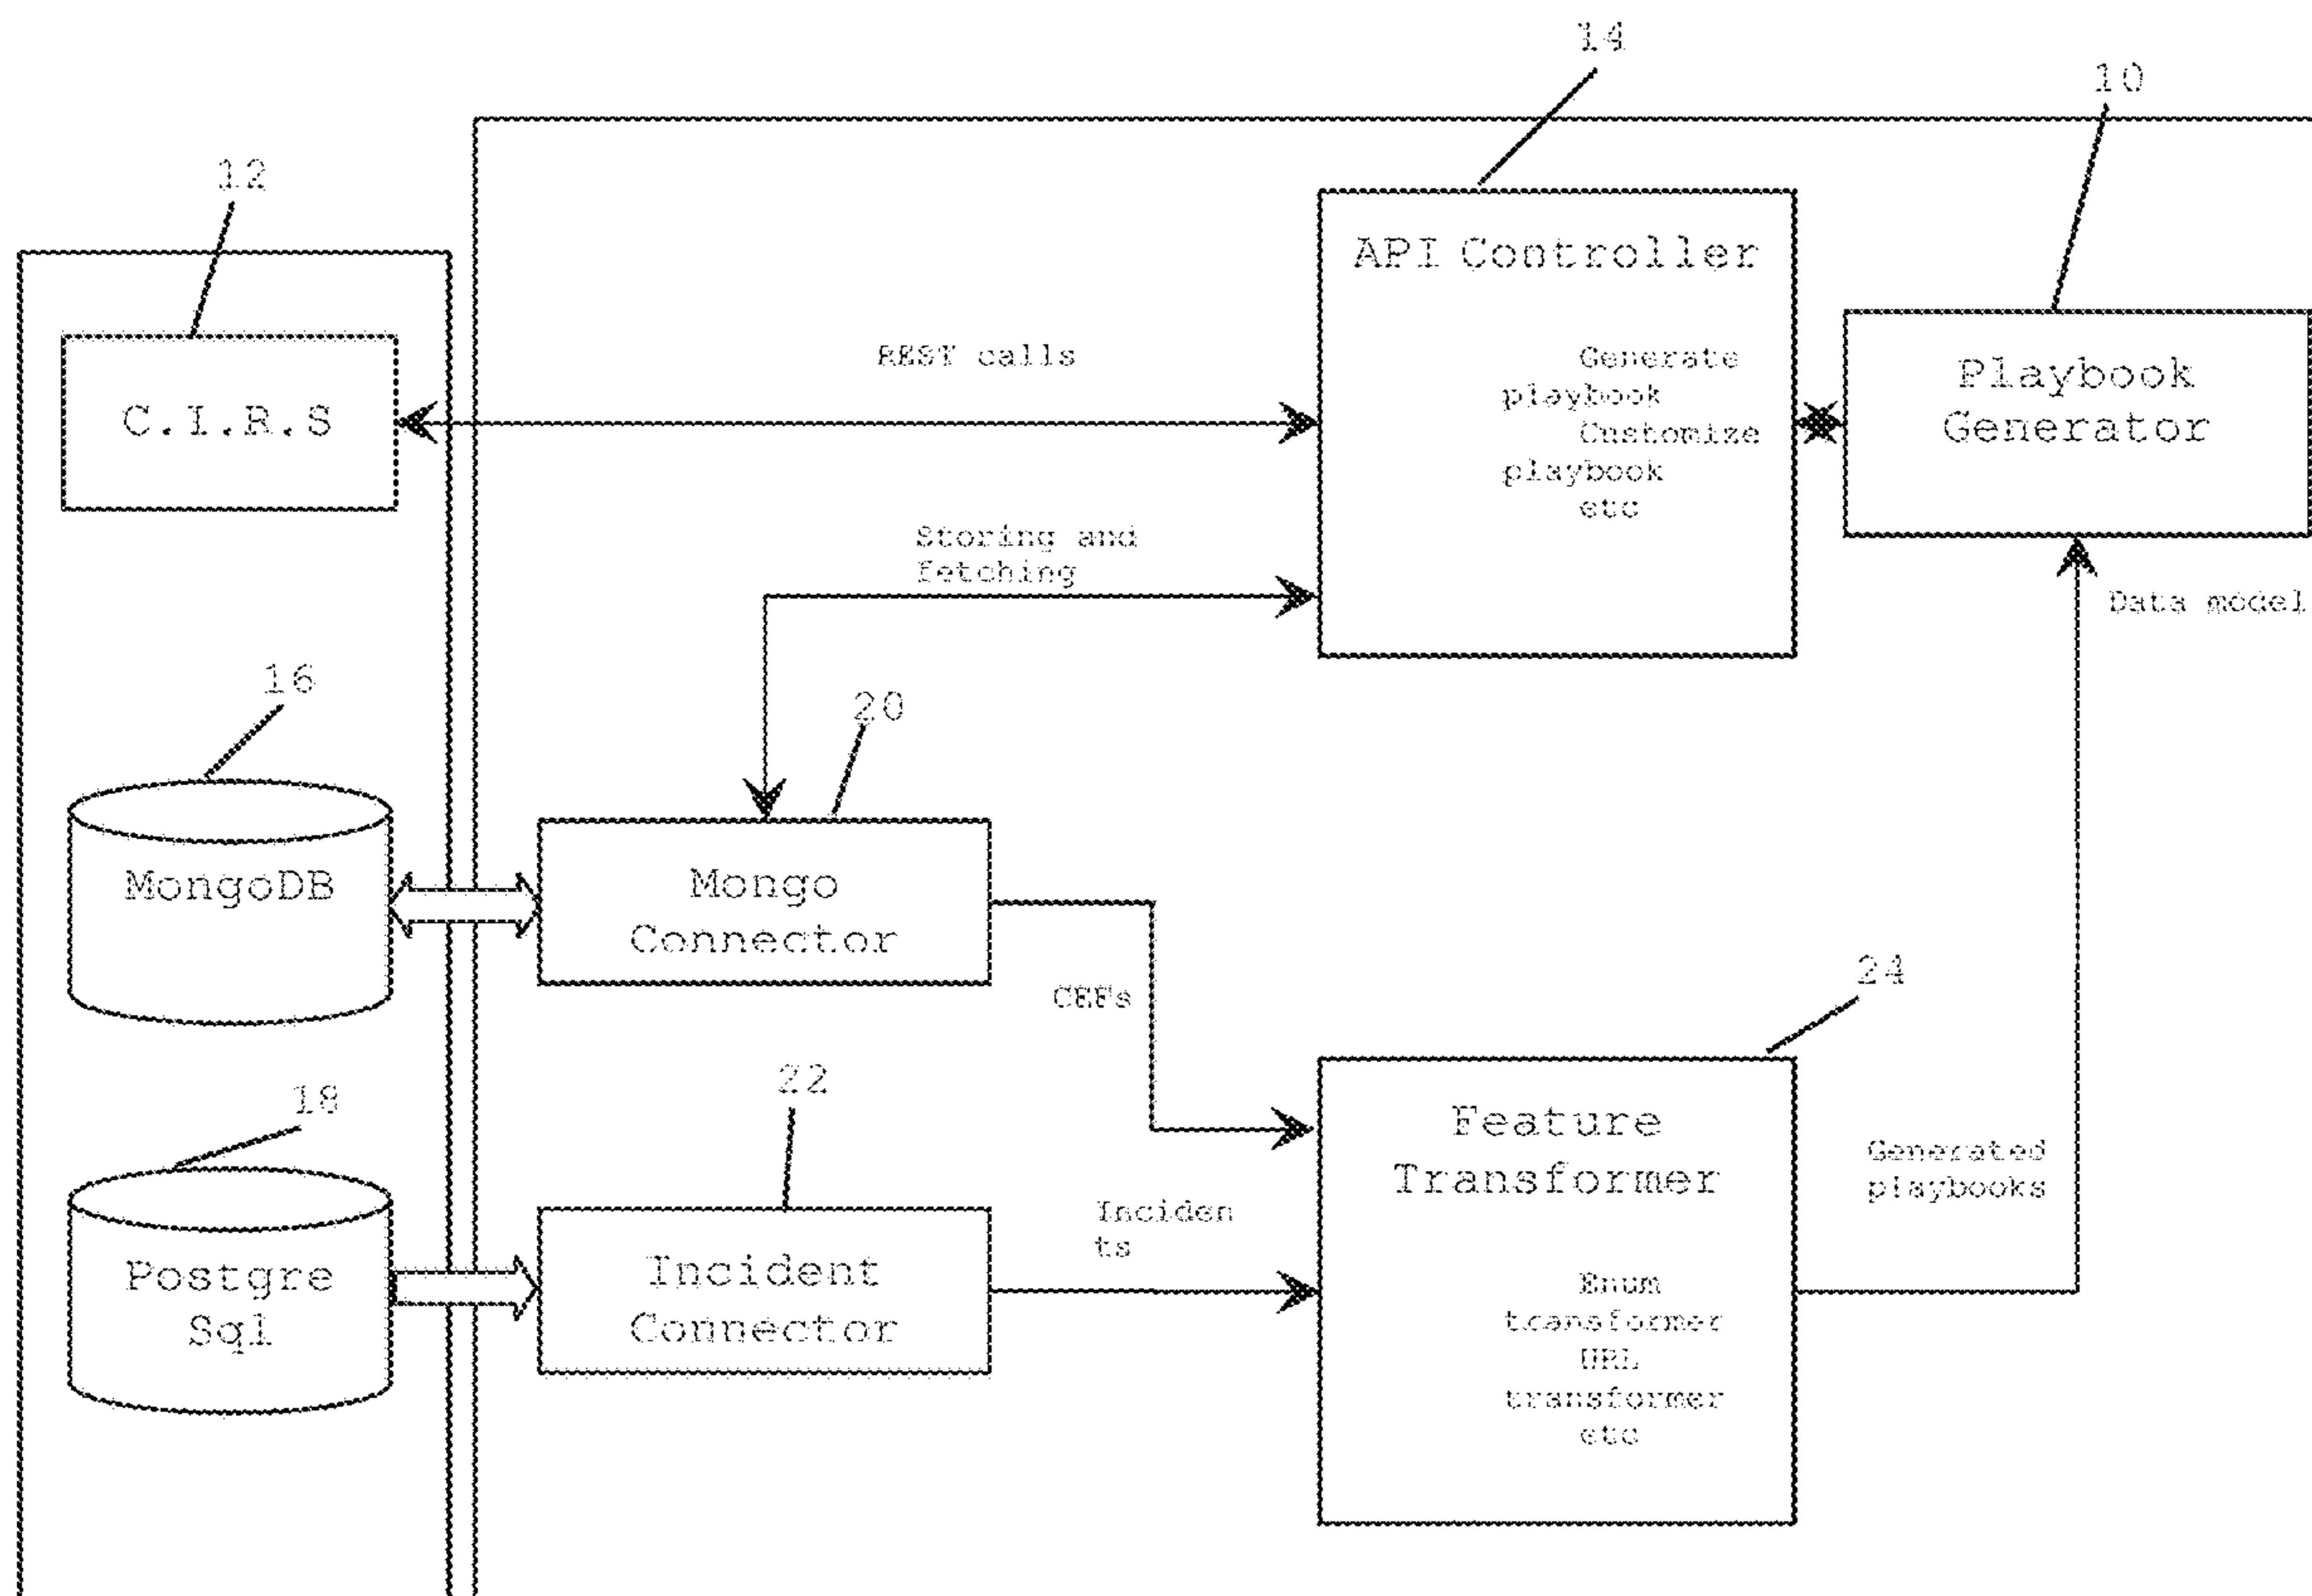 14
10
12
API Controller
Generate
playbook
Customize
playbook
etc
REST calls
Playbook
Generator
C.I.R.S
Storing and
fetching
Data model
16
20
MongoDB
Mongo
Connector
24
CEFs
22
18
Feature
Transformer
Generated
playbooks
Inciden
ts
Postgre
Sql
Incident
Connector
Enum
transformer
URL
transformer
etc